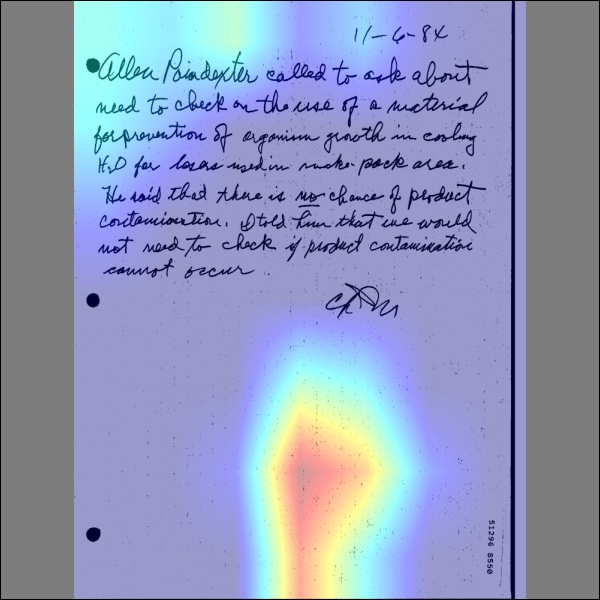 11-6-84
Allen Poindexter called to ask about
need to check on the use of a material
for prevention of organism growth in cooling
H2O for lasers used in make-pack area.
He said that there is no chance of product
contamination. I told him that we would
not need to check if product contamination
cannot occur.
51296 8550